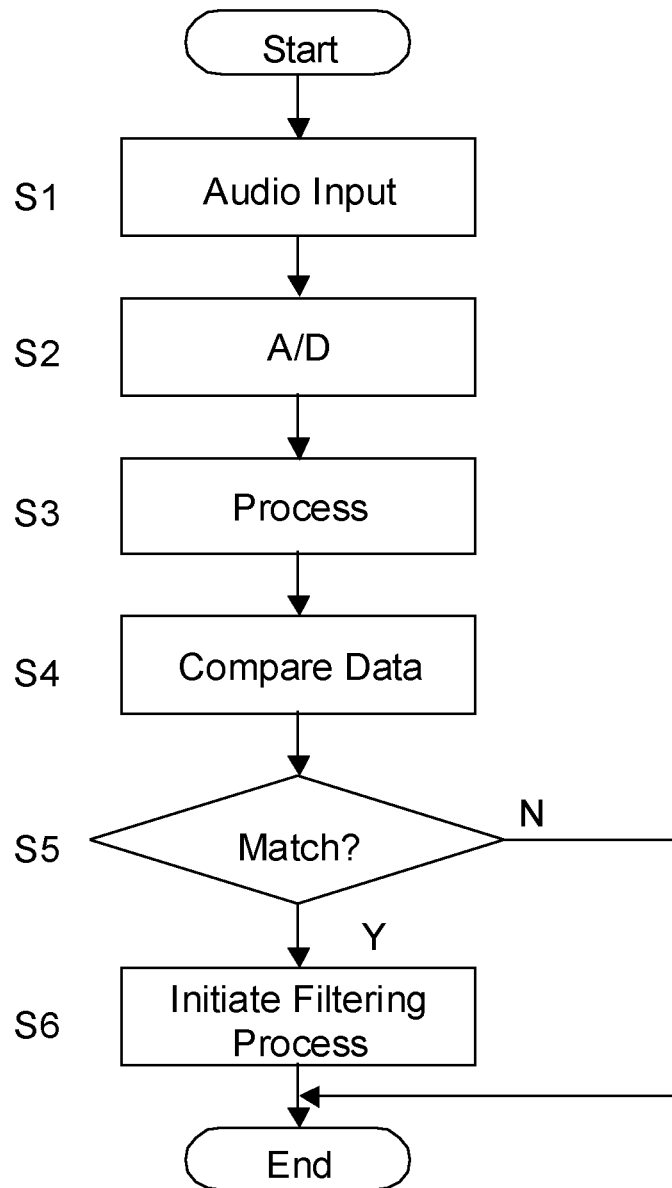 Start
S1
Audio Input
S2
A/D
S3
Process
S4
Compare Data
S5
Match?
N
Y
S6
Initiate Filtering
Process
End